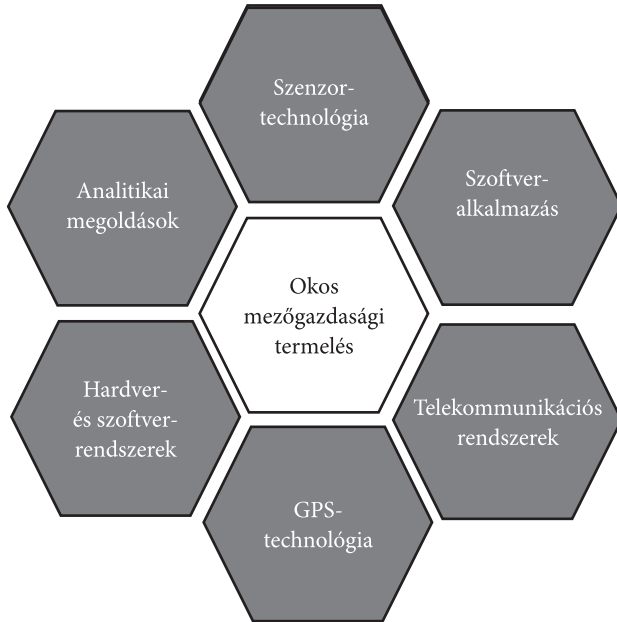 Szenzor-
technológia
Analitikai
megoldások
Szoftver-
alkalmazás
Okos
mezőgazdasági
termelés
Hardver-
és szoftver-
rendszerek
Telekommunikációs
rendszerek
GPS-
technológia